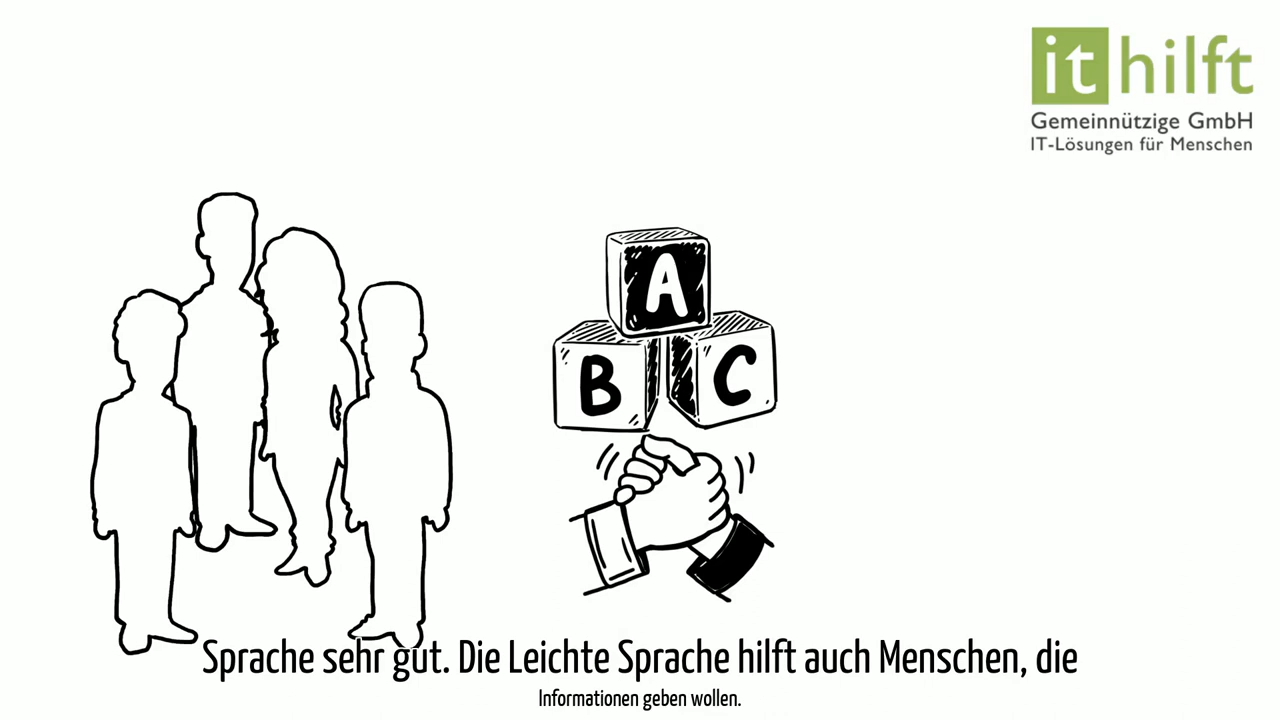 it hilft
Gemeinnützige GmbH
IT-Lösungen für Menschen
A
B C
Sprache sehr gut. Die Leichte Sprache hilft auch Menschen, die
Informationen geben wollen.